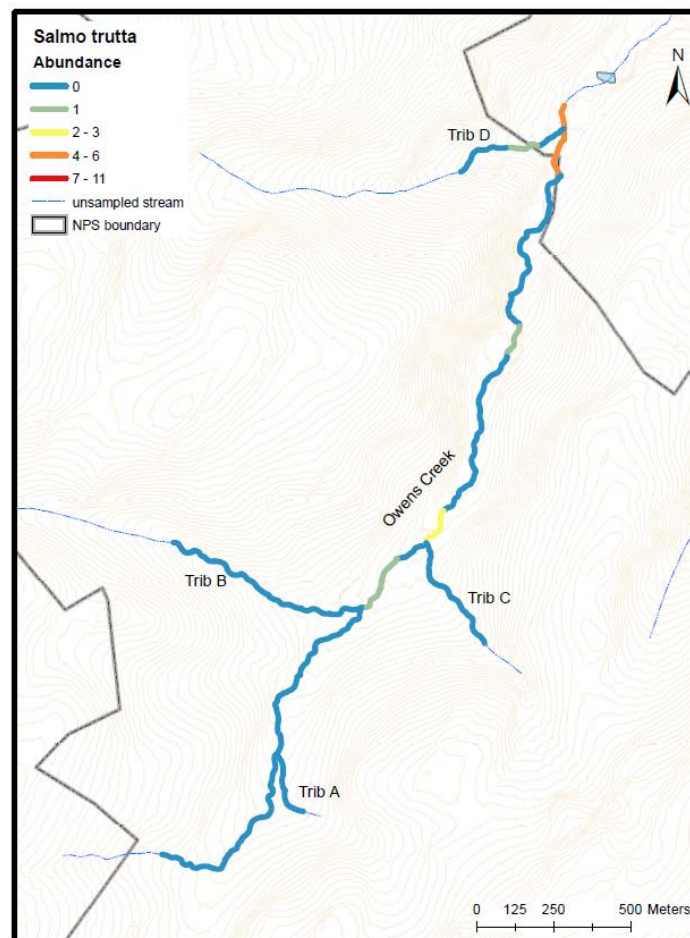 Salmo trutta
Abundance
0
1
2 - 3
4 - 6
7 - 11
unsampled stream
NPS boundary
N
Trib D
Owens Creek
Trib B
Trib C
Trib A
0 125 250 500 Meters